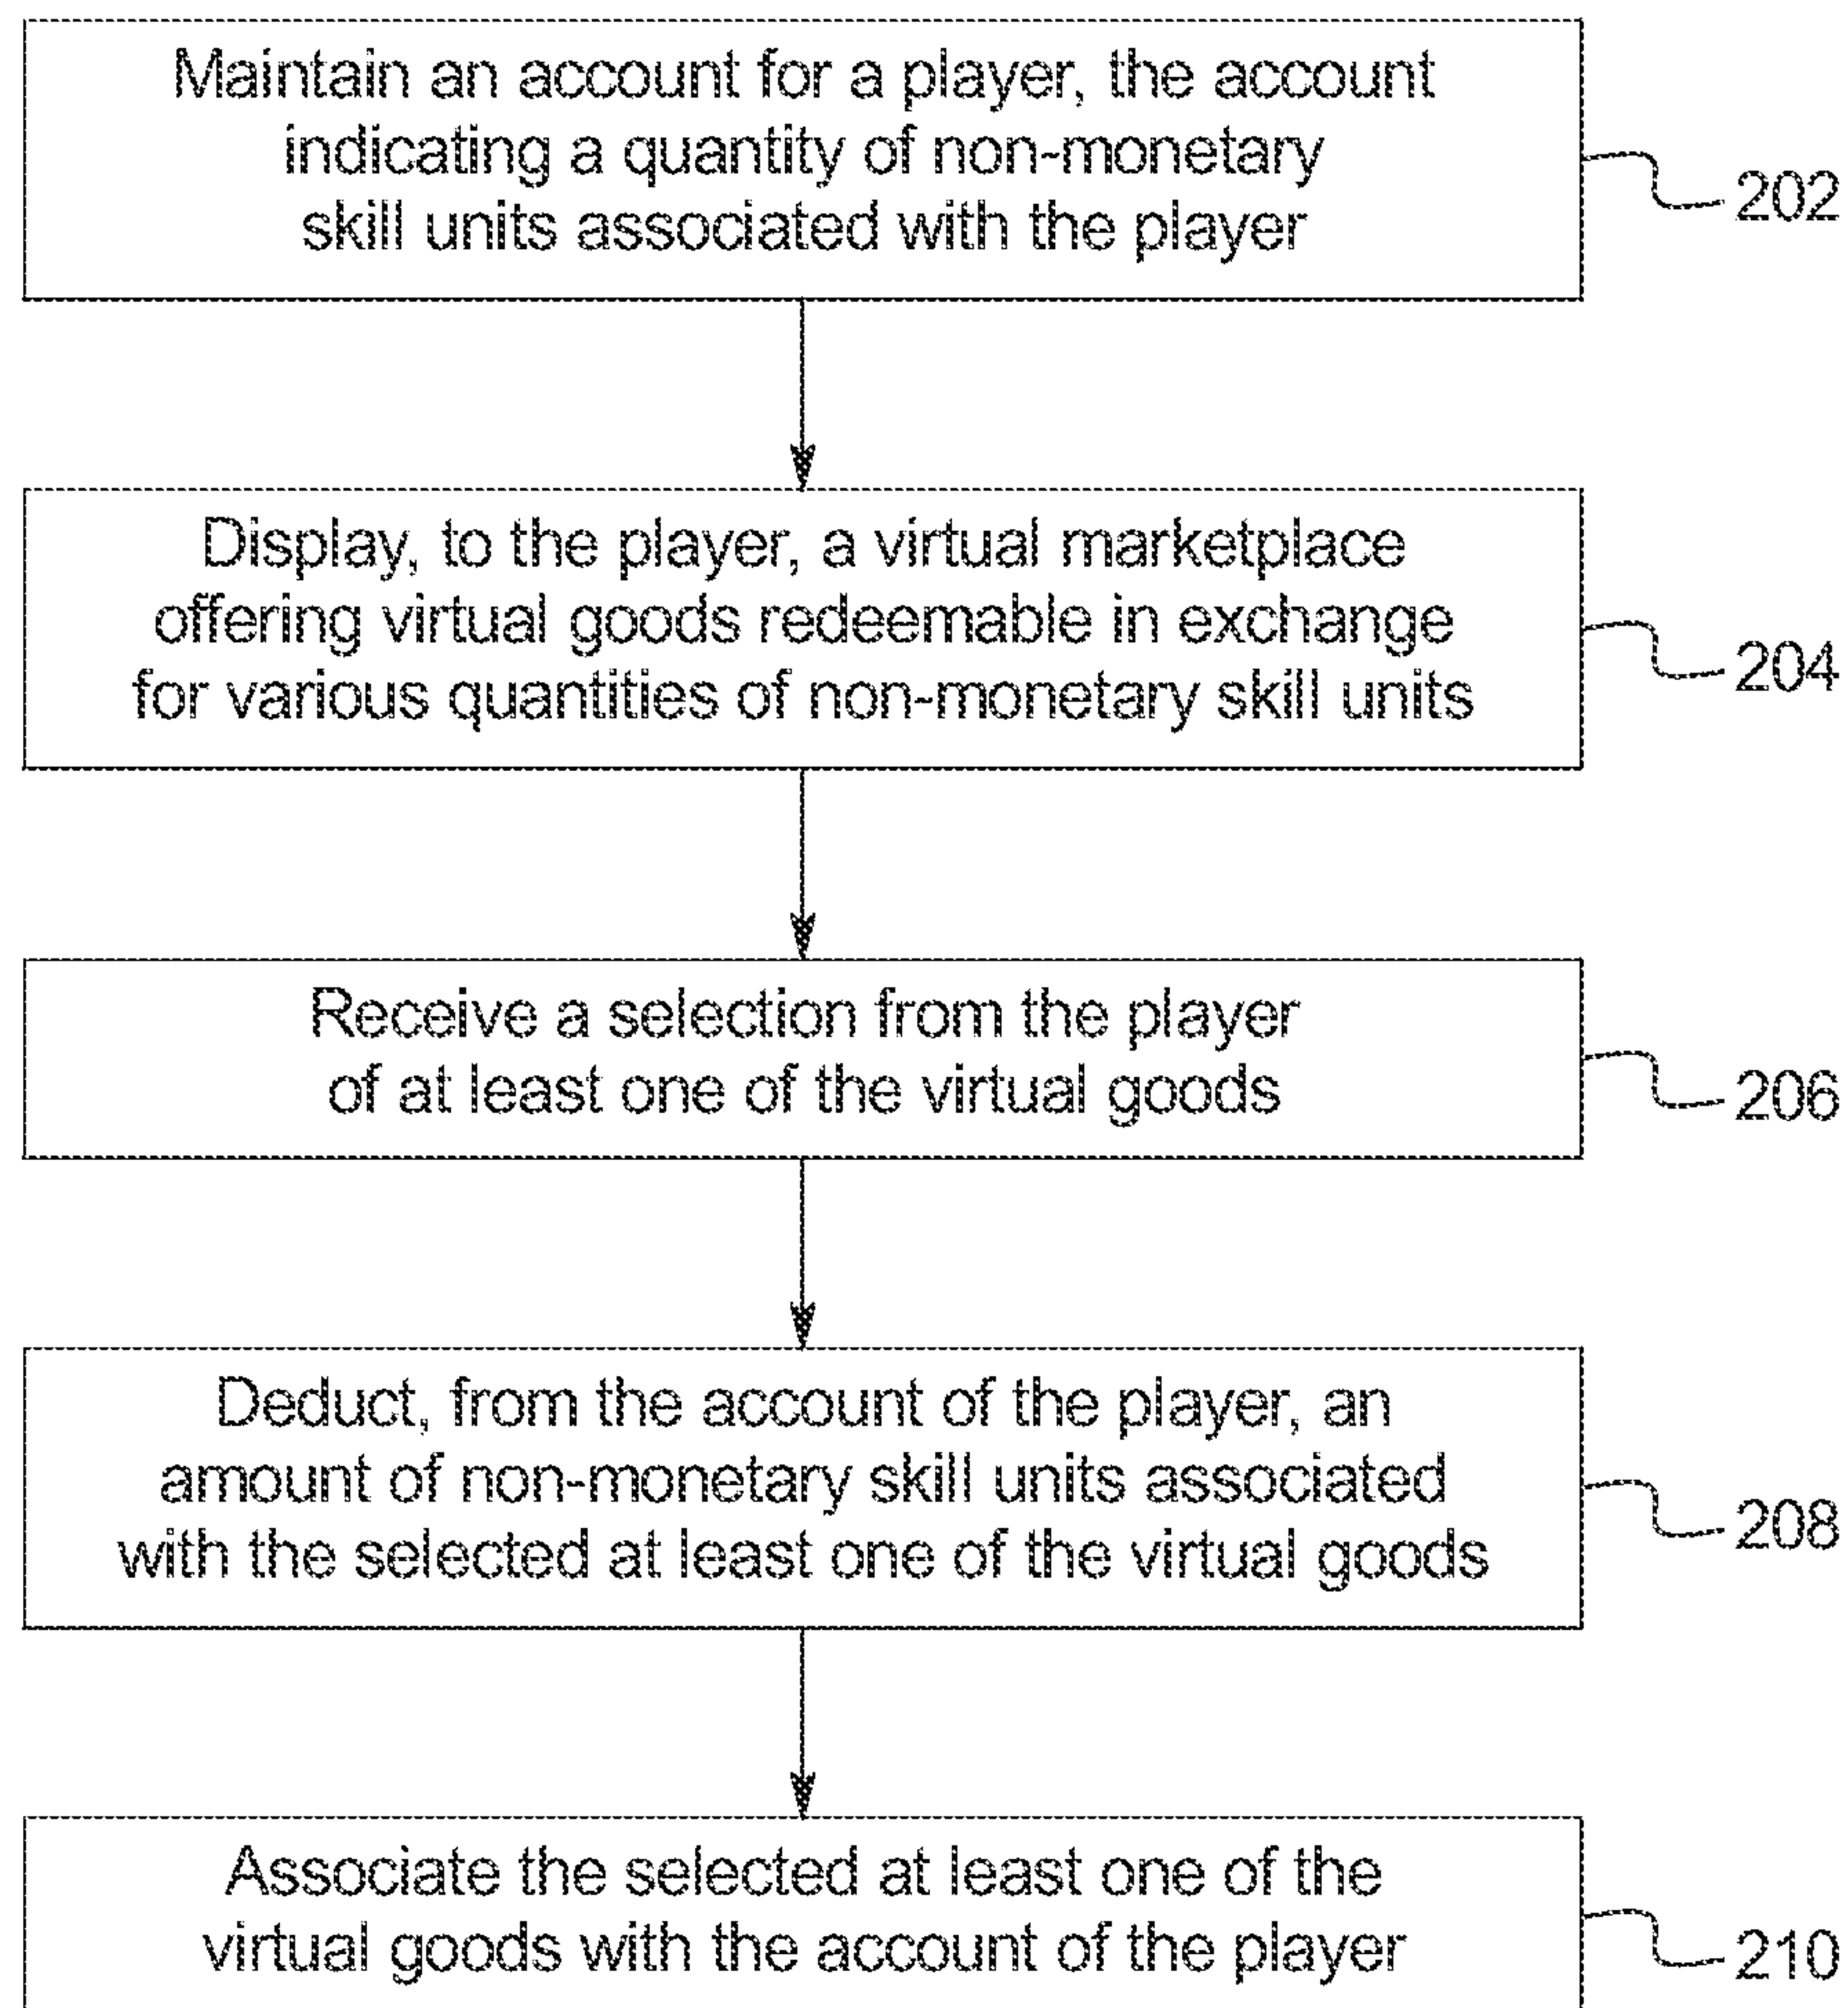 Maintain an account for a player, the account
indicating a quantity of non-monetary
skill units associated with the player
202
Display, to the player, a virtual marketplace
offering virtual goods redeemable in exchange
for various quantities of non-monetary skill units
204
Receive a selection from the player
of at least one of the virtual goods
206
Deduct, from the account of the player, an
amount of non-monetary skill units associated
with the selected at least one of the virtual goods
208
Associate the selected at least one of the
virtual goods with the account of the player
210